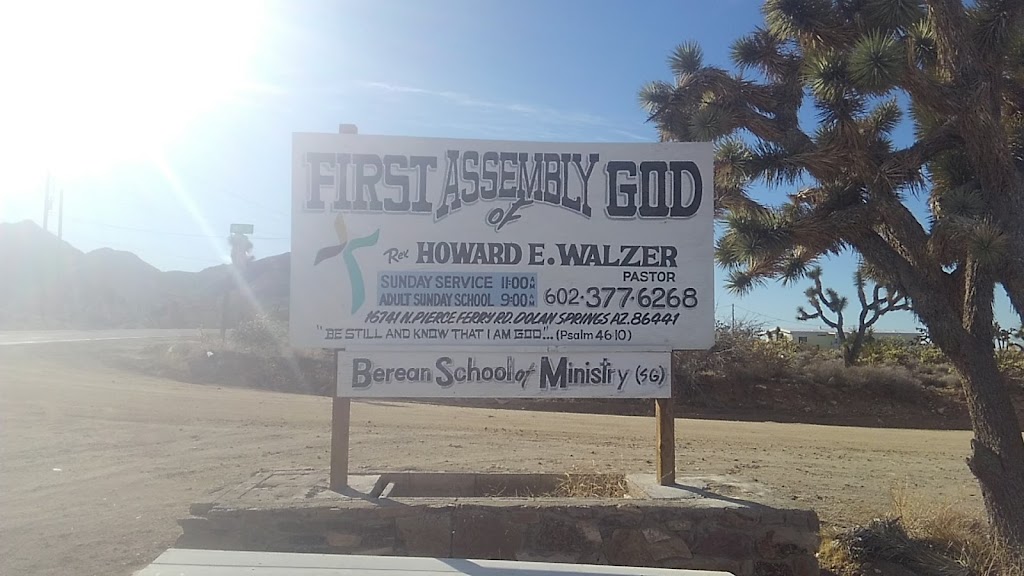 FIRST ASSEMBLY of GOD
Rev HOWARD E. WALZER
PASTOR
SUNDAY SERVICE 11:00 AM
ADULT SUNDAY SCHOOL 9:00 AM
602·377·6268
16741 N. PIERCE FERRY RD. DOLAN SPRINGS AZ. 86441
"BE STILL AND KNOW THAT I AM GOD"... (Psalm 46:10)
Berean School of Ministry (SG)